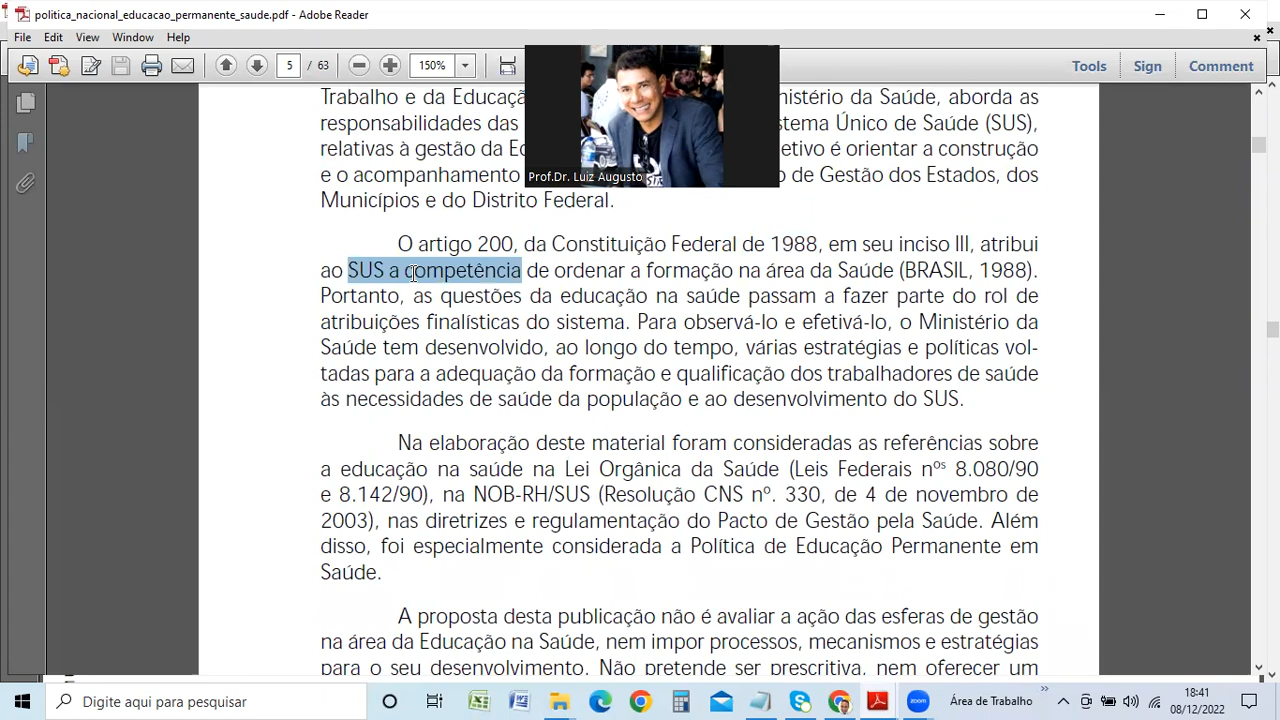 politica_nacional_educacao_permanente_saude.pdf - Adobe Reader
File Edit View Window Help
5 / 63 150% Tools Sign Comment
Trabalho e da Educaçã nistério da Saúde, aborda as
responsabilidades das stema Único de Saúde (SUS),
relativas à gestão da Ed etivo é orientar a construção
e o acompanhamento o de Gestão dos Estados, dos
Prof.Dr. Luiz Augusto
Municípios e do Distrito Federal.
O artigo 200, da Constituição Federal de 1988, em seu inciso III, atribui
ao SUS a competência de ordenar a formação na área da Saúde (BRASIL, 1988).
Portanto, as questões da educação na saúde passam a fazer parte do rol de
atribuições finalísticas do sistema. Para observá-lo e efetivá-lo, o Ministério da
Saúde tem desenvolvido, ao longo do tempo, várias estratégias e políticas vol-
tadas para a adequação da formação e qualificação dos trabalhadores de saúde
às necessidades de saúde da população e ao desenvolvimento do SUS.
Na elaboração deste material foram consideradas as referências sobre
a educação na saúde na Lei Orgânica da Saúde (Leis Federais nos 8.080/90
e 8.142/90), na NOB-RH/SUS (Resolução CNS nº. 330, de 4 de novembro de
2003), nas diretrizes e regulamentação do Pacto de Gestão pela Saúde. Além
disso, foi especialmente considerada a Política de Educação Permanente em
Saúde.
A proposta desta publicação não é avaliar a ação das esferas de gestão
na área da Educação na Saúde, nem impor processos, mecanismos e estratégias
para o seu desenvolvimento. Não pretende ser prescritiva, nem oferecer um
Digite aqui para pesquisar
zoom
Área de Trabalho
18:41
08/12/2022